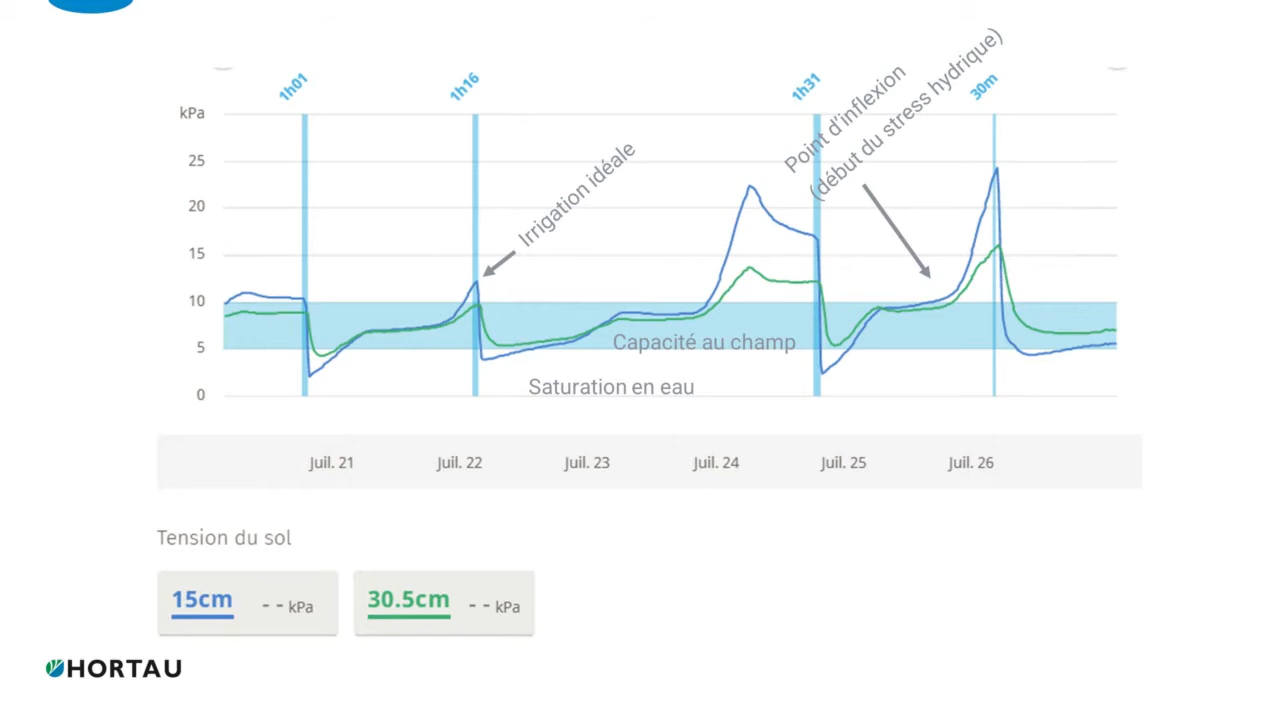 1h01
1h16
1h31
30m
Point d'inflexion
(début du stress hydrique)
Irrigation idéale
kPa
25
20
15
10
5
0
Capacité au champ
Saturation en eau
Juil. 21
Juil. 22
Juil. 23
Juil. 24
Juil. 25
Juil. 26
Tension du sol
15cm
-- kPa
30.5cm
-- kPa
HORTAU